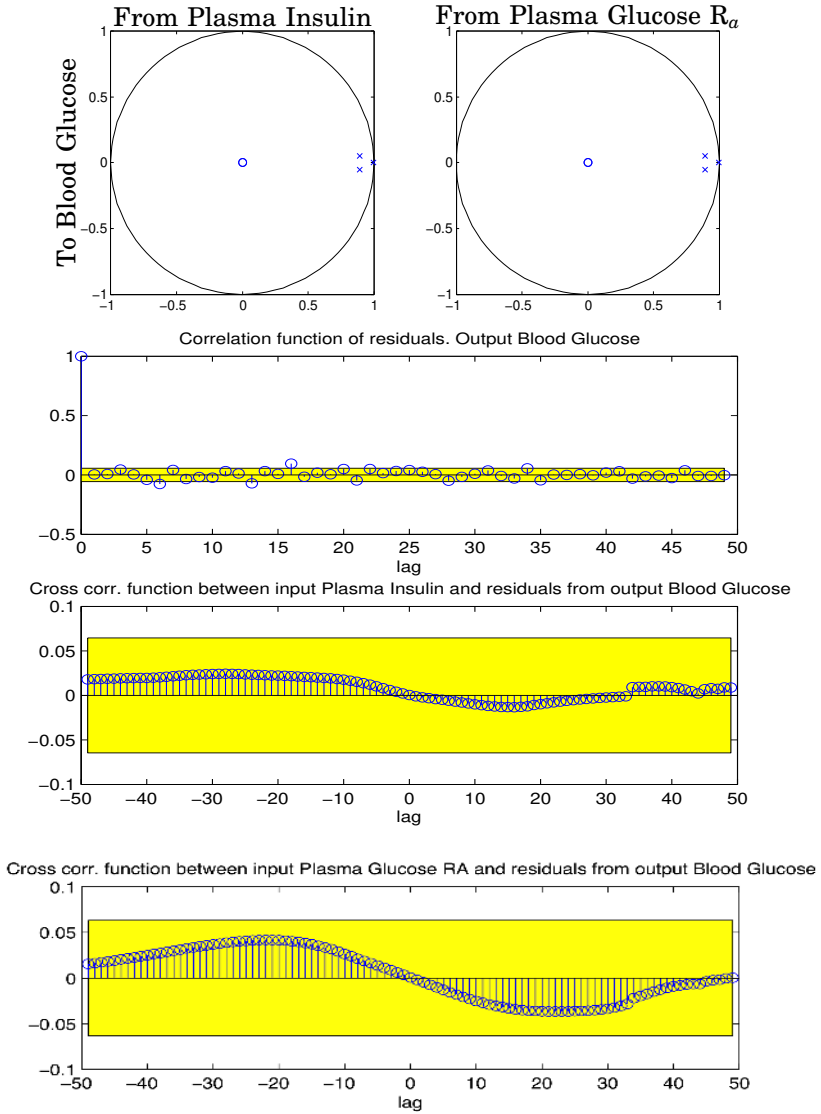 From Plasma Insulin
From Plasma Glucose Ra
To Blood Glucose
1
0.5
0
−0.5
−1
−1 −0.5 0 0.5 1
1
0.5
0
−0.5
−1
−1 −0.5 0 0.5 1
Correlation function of residuals. Output Blood Glucose
1
0.5
0
−0.5
0 5 10 15 20 25 30 35 40 45 50
lag
Cross corr. function between input Plasma Insulin and residuals from output Blood Glucose
0.1
0.05
0
−0.05
−0.1
−50 −40 −30 −20 −10 0 10 20 30 40 50
lag
Cross corr. function between input Plasma Glucose RA and residuals from output Blood Glucose
0.1
0.05
0
−0.05
−0.1
−50 −40 −30 −20 −10 0 10 20 30 40 50
lag